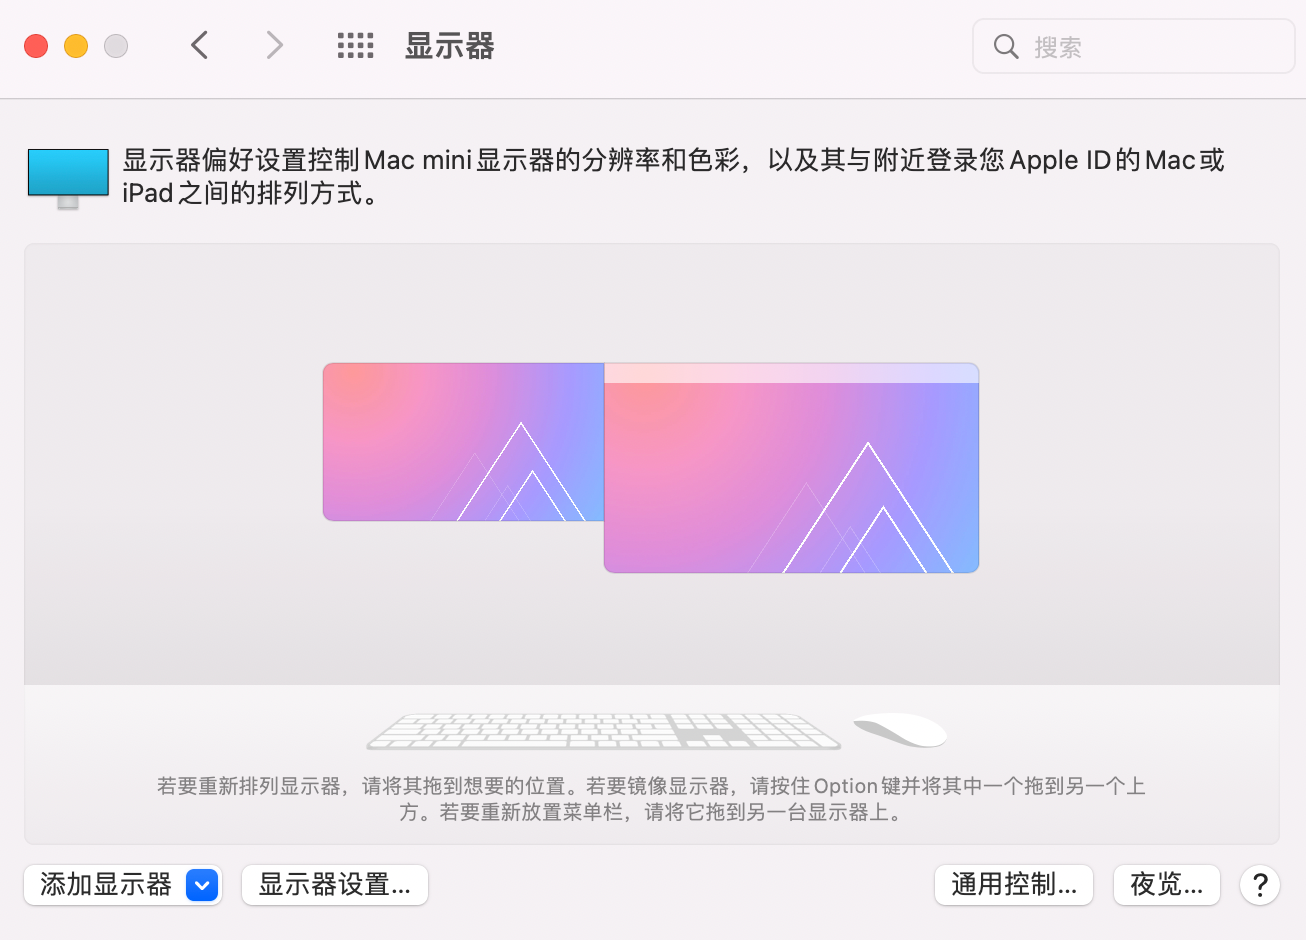 显示器
搜索
显示器偏好设置控制Mac mini显示器的分辨率和色彩，以及其与附近登录您Apple ID的Mac或
iPad之间的排列方式。
若要重新排列显示器，请将其拖到想要的位置。若要镜像显示器，请按住Option键并将其中一个拖到另一个上
方。若要重新放置菜单栏，请将它拖到另一台显示器上。
添加显示器
显示器设置...
通用控制...
夜览...
?